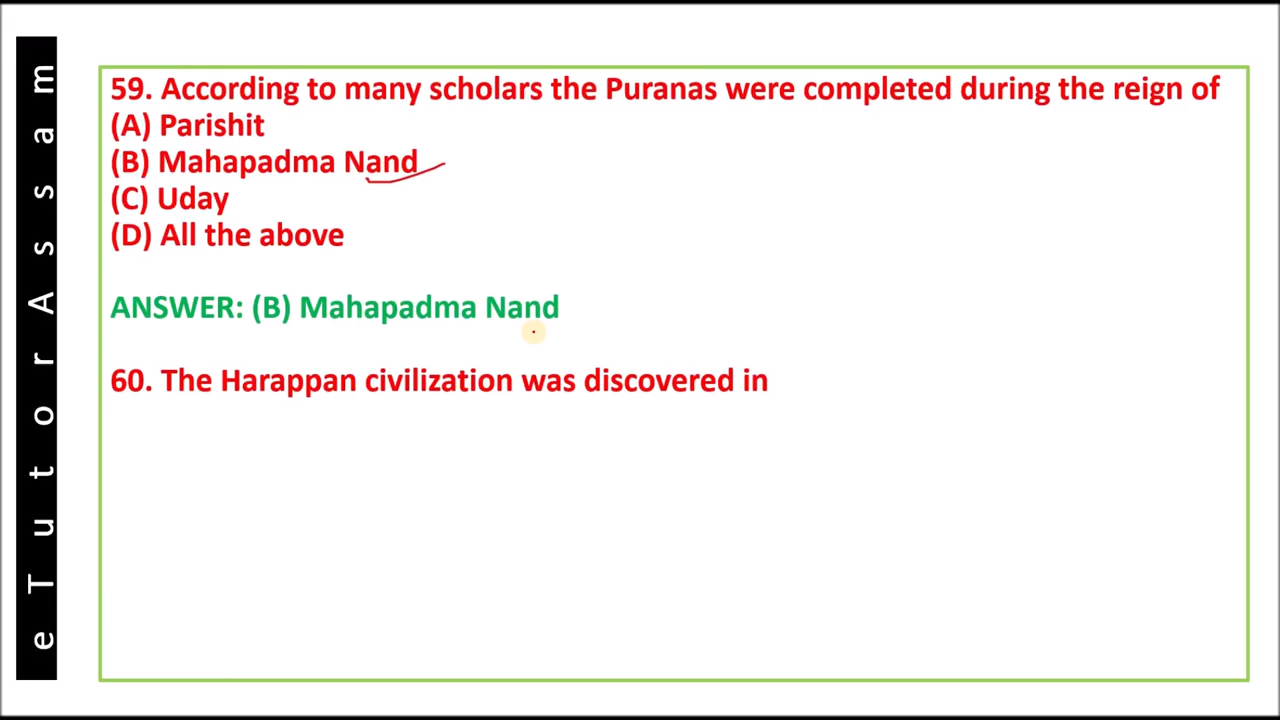 59. According to many scholars the Puranas were completed during the reign of
(A) Parishit
(B) Mahapadma Nand
(C) Uday
(D) All the above
ANSWER: (B) Mahapadma Nand
60. The Harappan civilization was discovered in
eTutorAssam